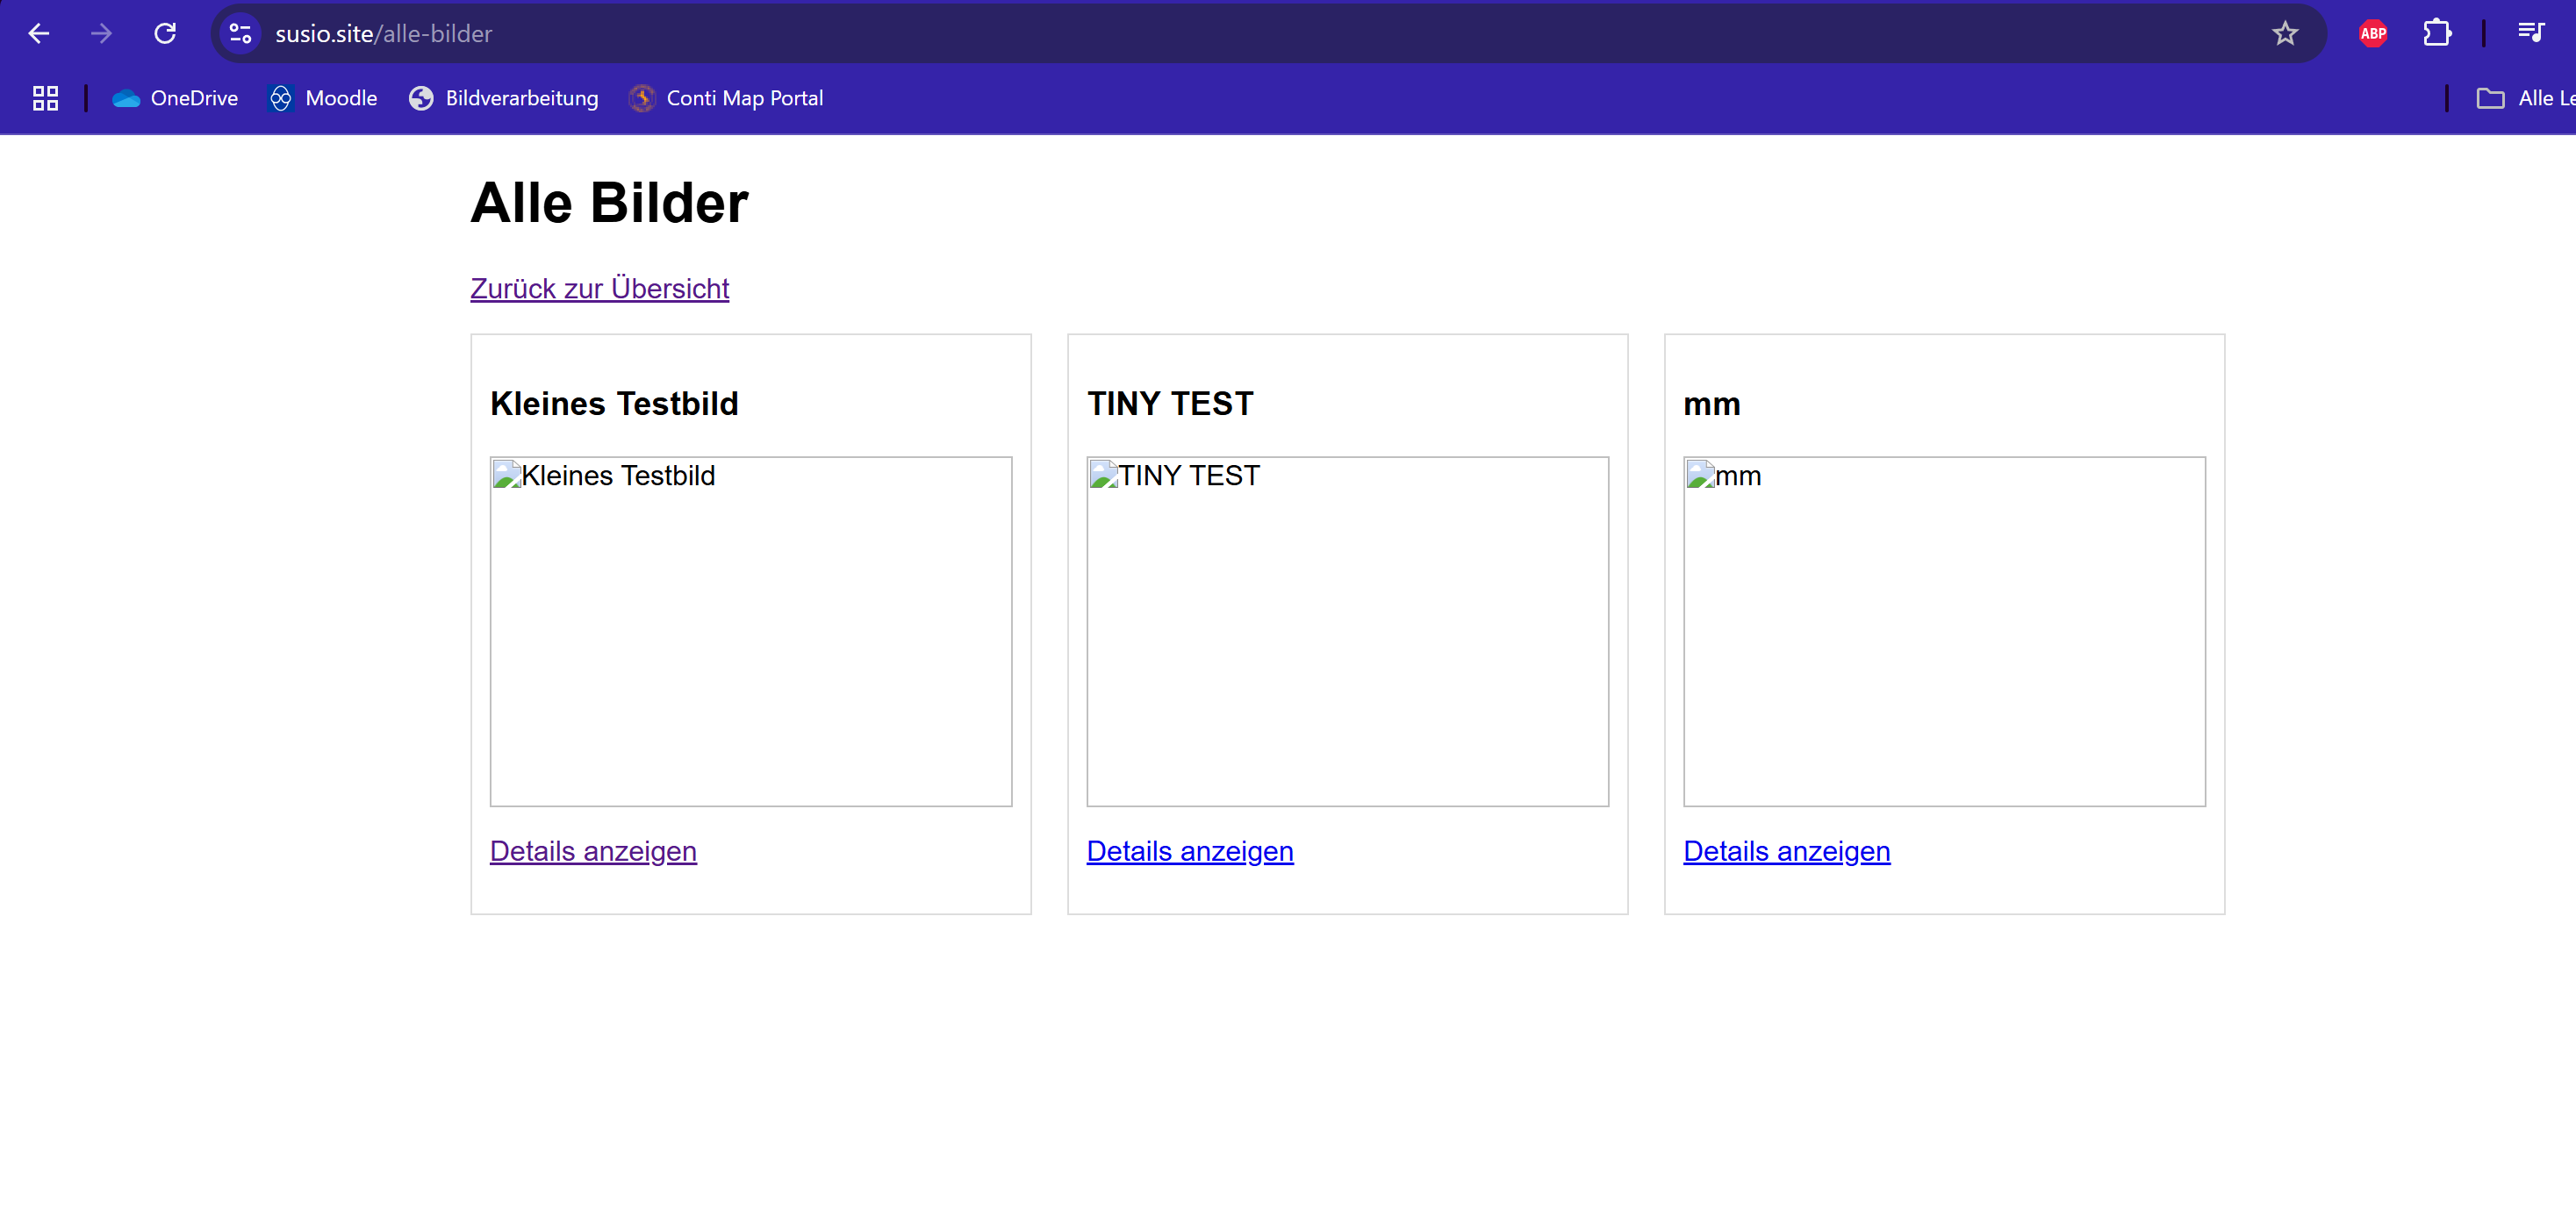 susio.site/alle-bilder
ABP
OneDrive Moodle Bildverarbeitung Conti Map Portal Alle Le
Alle Bilder
Zurück zur Übersicht
Kleines Testbild
Kleines Testbild
Details anzeigen
TINY TEST
TINY TEST
Details anzeigen
mm
mm
Details anzeigen